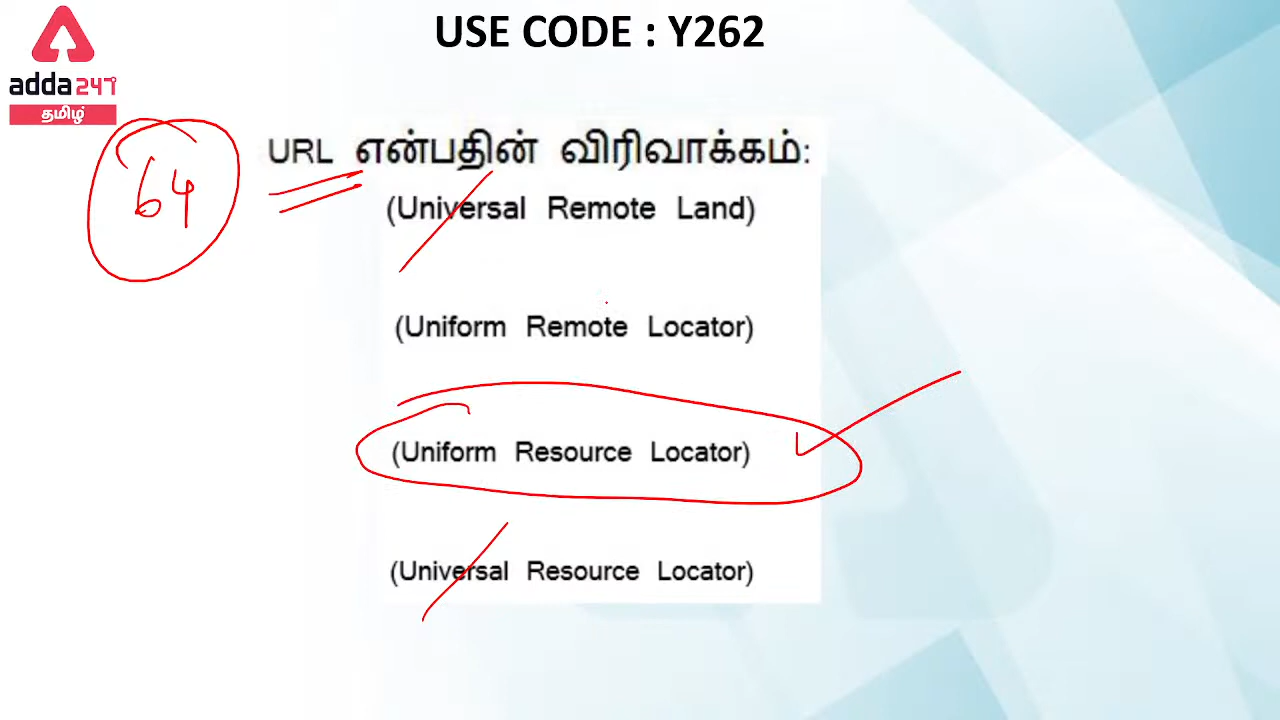 USE CODE : Y262
adda247
தமிழ்
64
URL என்பதின் விரிவாக்கம்:
(Universal Remote Land)
(Uniform Remote Locator)
(Uniform Resource Locator)
(Universal Resource Locator)